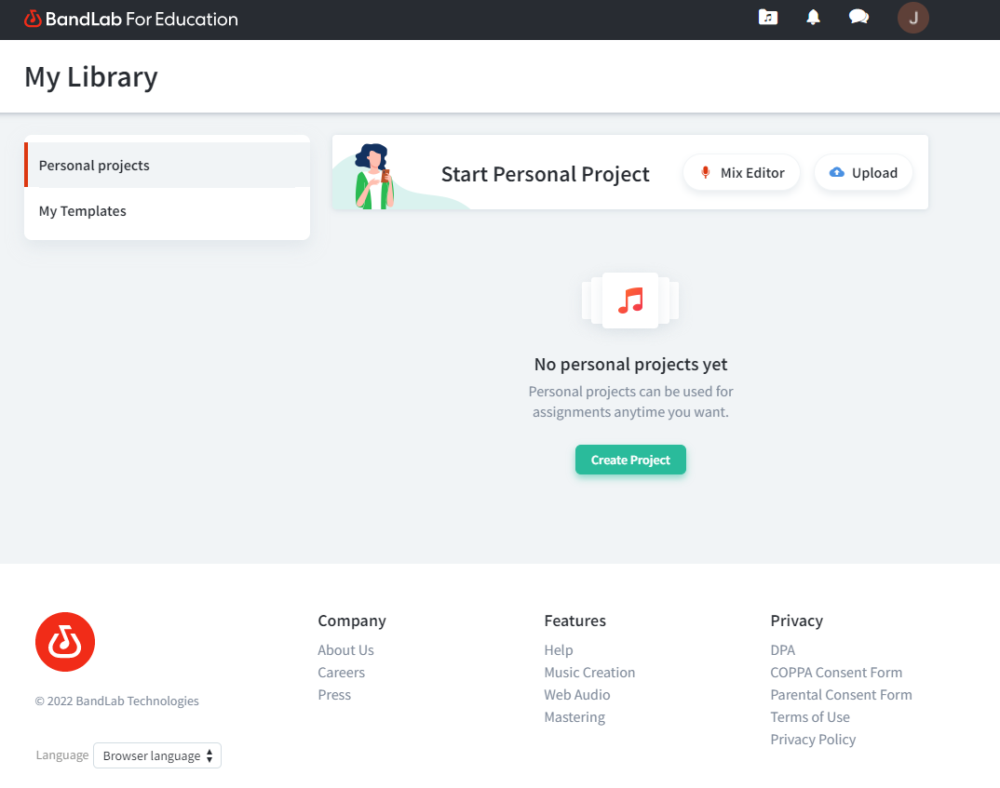 BandLab For Education
J
My Library
Personal projects
My Templates
Start Personal Project
Mix Editor
Upload
No personal projects yet
Personal projects can be used for
assignments anytime you want.
Create Project
© 2022 BandLab Technologies
Language
Browser language
Company
About Us
Careers
Press
Features
Help
Music Creation
Web Audio
Mastering
Privacy
DPA
COPPA Consent Form
Parental Consent Form
Terms of Use
Privacy Policy